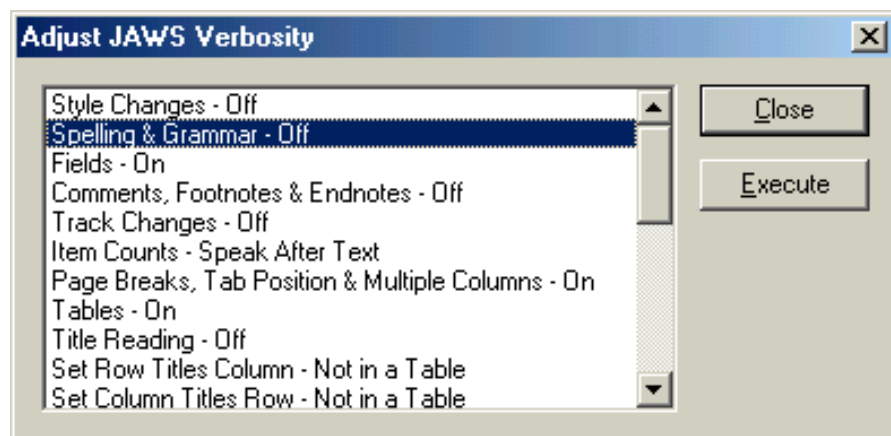 Adjust JAWS Verbosity
Style Changes - Off
Spelling & Grammar - Off
Fields - On
Comments, Footnotes & Endnotes - Off
Track Changes - Off
Item Counts - Speak After Text
Page Breaks, Tab Position & Multiple Columns - On
Tables - On
Title Reading - Off
Set Row Titles Column - Not in a Table
Set Column Titles Row - Not in a Table
Close
Execute